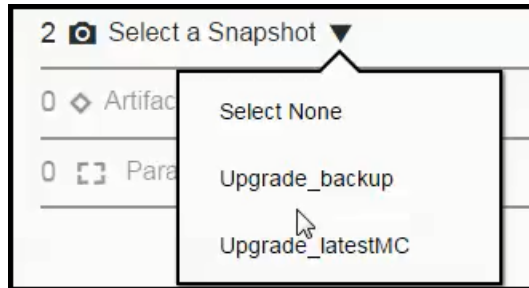 2 Select a Snapshot
0 Artifac
0 Para
Select None
Upgrade_backup
Upgrade_latestMC